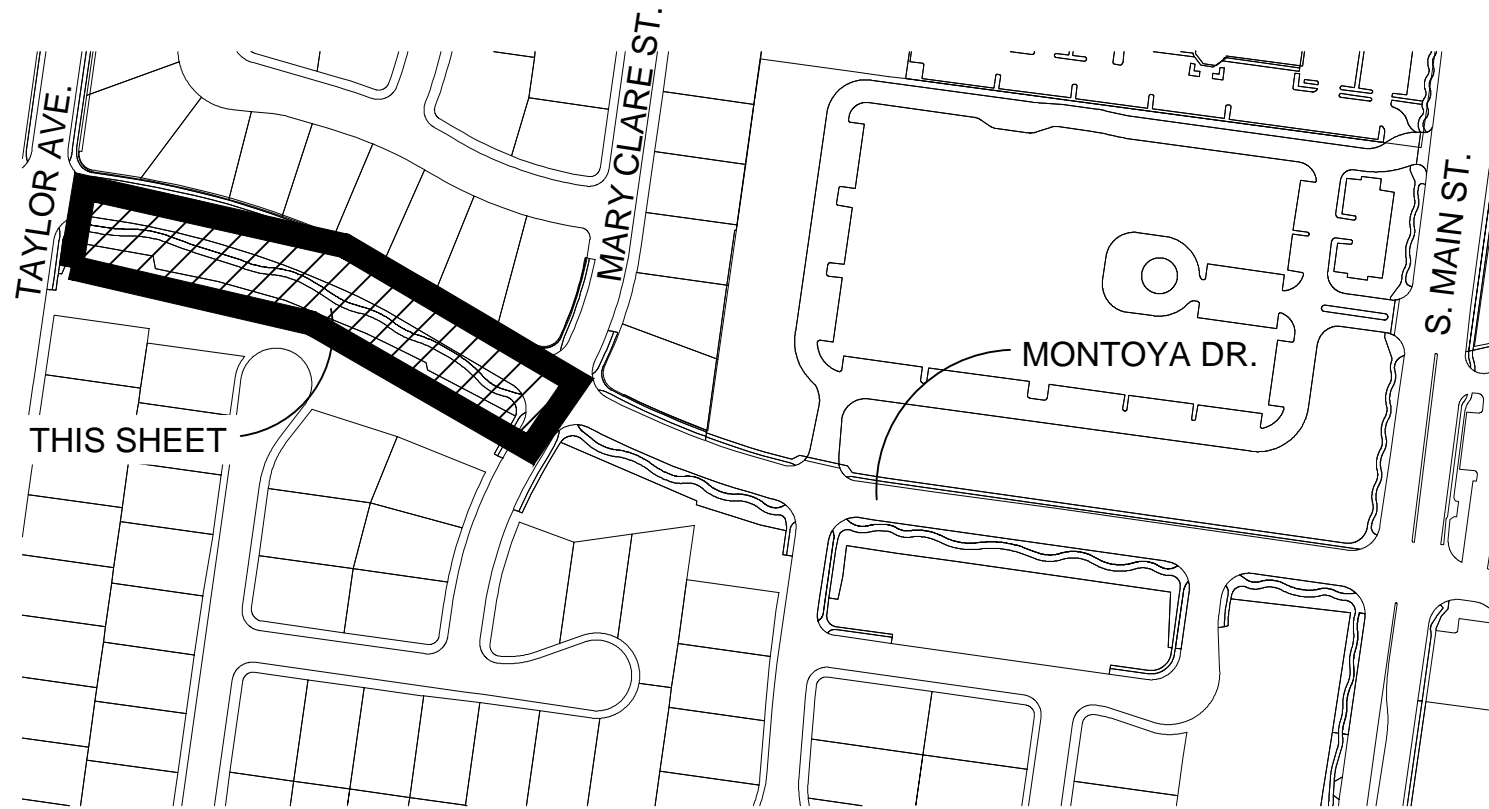 TAYLOR AVE.
MARY CLARE ST.
S. MAIN ST.
MONTOYA DR.
THIS SHEET